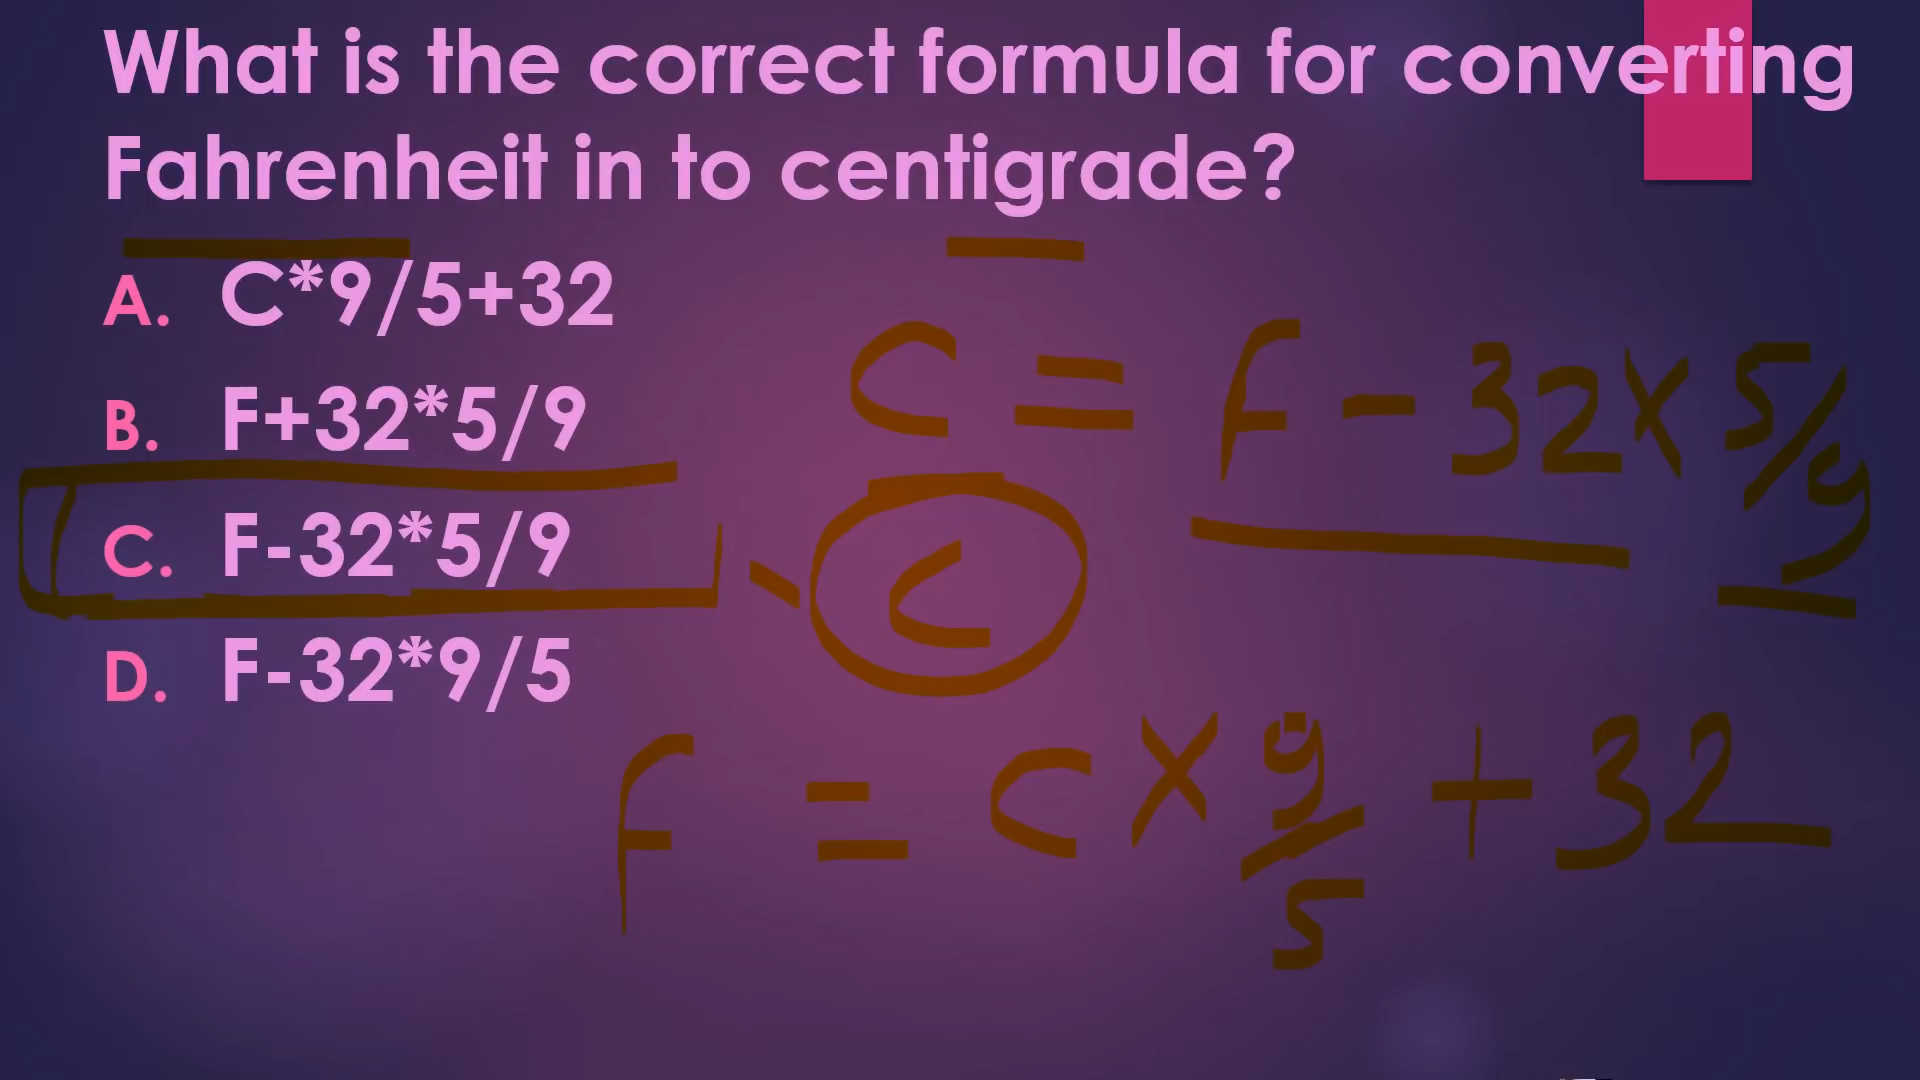 What is the correct formula for converting
Fahrenheit in to centigrade?
A. C*9/5+32
B. F+32*5/9
C. F-32*5/9
D. F-32*9/5
C = F - 32 X 5/9
C
F = C X 9/5 + 32